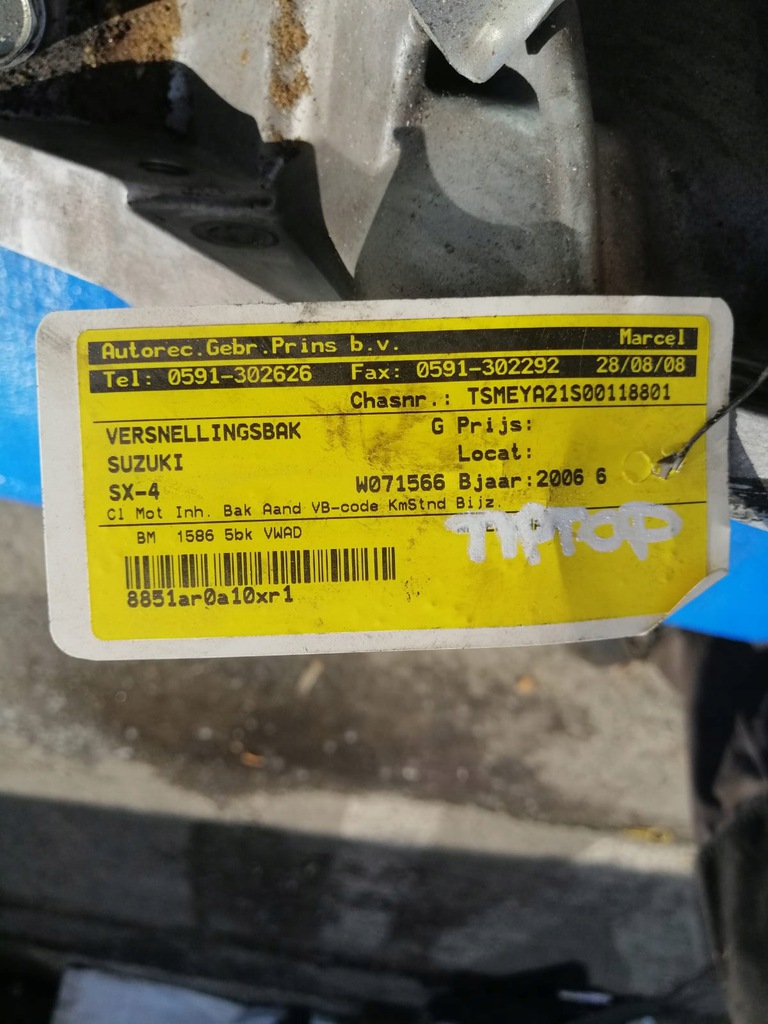 Autorec.Gebr.Prins b.v. Marcel
Tel: 0591-302626 Fax: 0591-302292 28/08/08
Chasnr.: TSMEYA21S00118801
VERSNELLINGSBAK G Prijs:
SUZUKI Locat:
SX-4 W071566 Bjaar:2006 6
Cl Mot Inh. Bak Aand VB-code KmStnd Bijz.
BM 1586 5bk VWAD
TIPTOP
8851ar0a10xr1